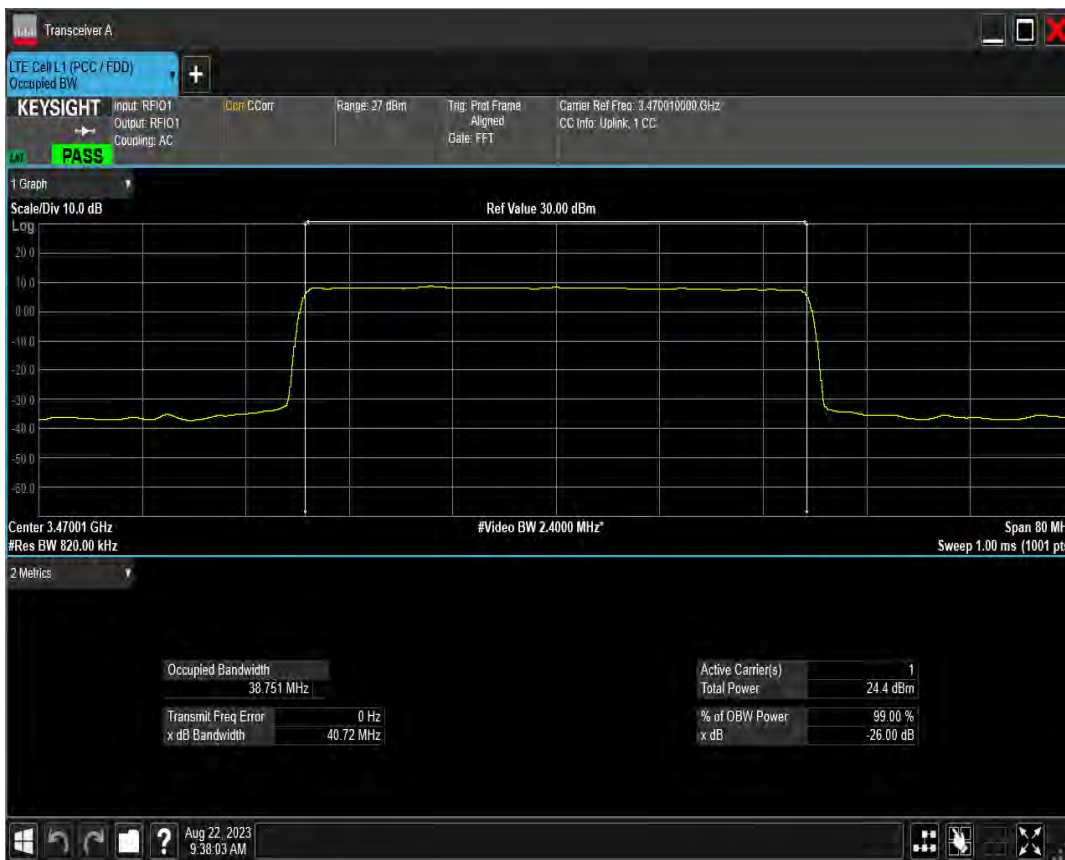 Transceiver A
LTE Cell L1 (PCC / FDD)
Occupied BW
+
KEYSIGHT
Input: RFIO1
Output: RFIO1
Coupling: AC
Corr CCorr
Range: 27 dBm
Trig: Prot Frame
Aligned
Gate: FFT
Carrier Ref Freq: 3.470010000 GHz
CC Info: Uplink, 1 CC
PASS
1 Graph
Scale/Div 10.0 dB
Ref Value 30.00 dBm
Log
20.0
10.0
0.00
-10.0
-20.0
-30.0
-40.0
-50.0
-60.0
Center 3.47001 GHz
#Video BW 2.4000 MHz*
Span 80 MH
#Res BW 820.00 kHz
Sweep 1.00 ms (1001 pts
2 Metrics
Occupied Bandwidth
38.751 MHz
Transmit Freq Error 0 Hz
x dB Bandwidth 40.72 MHz
Active Carrier(s) 1
Total Power 24.4 dBm
% of OBW Power 99.00 %
x dB -26.00 dB
?
Aug 22, 2023
9:38:03 AM